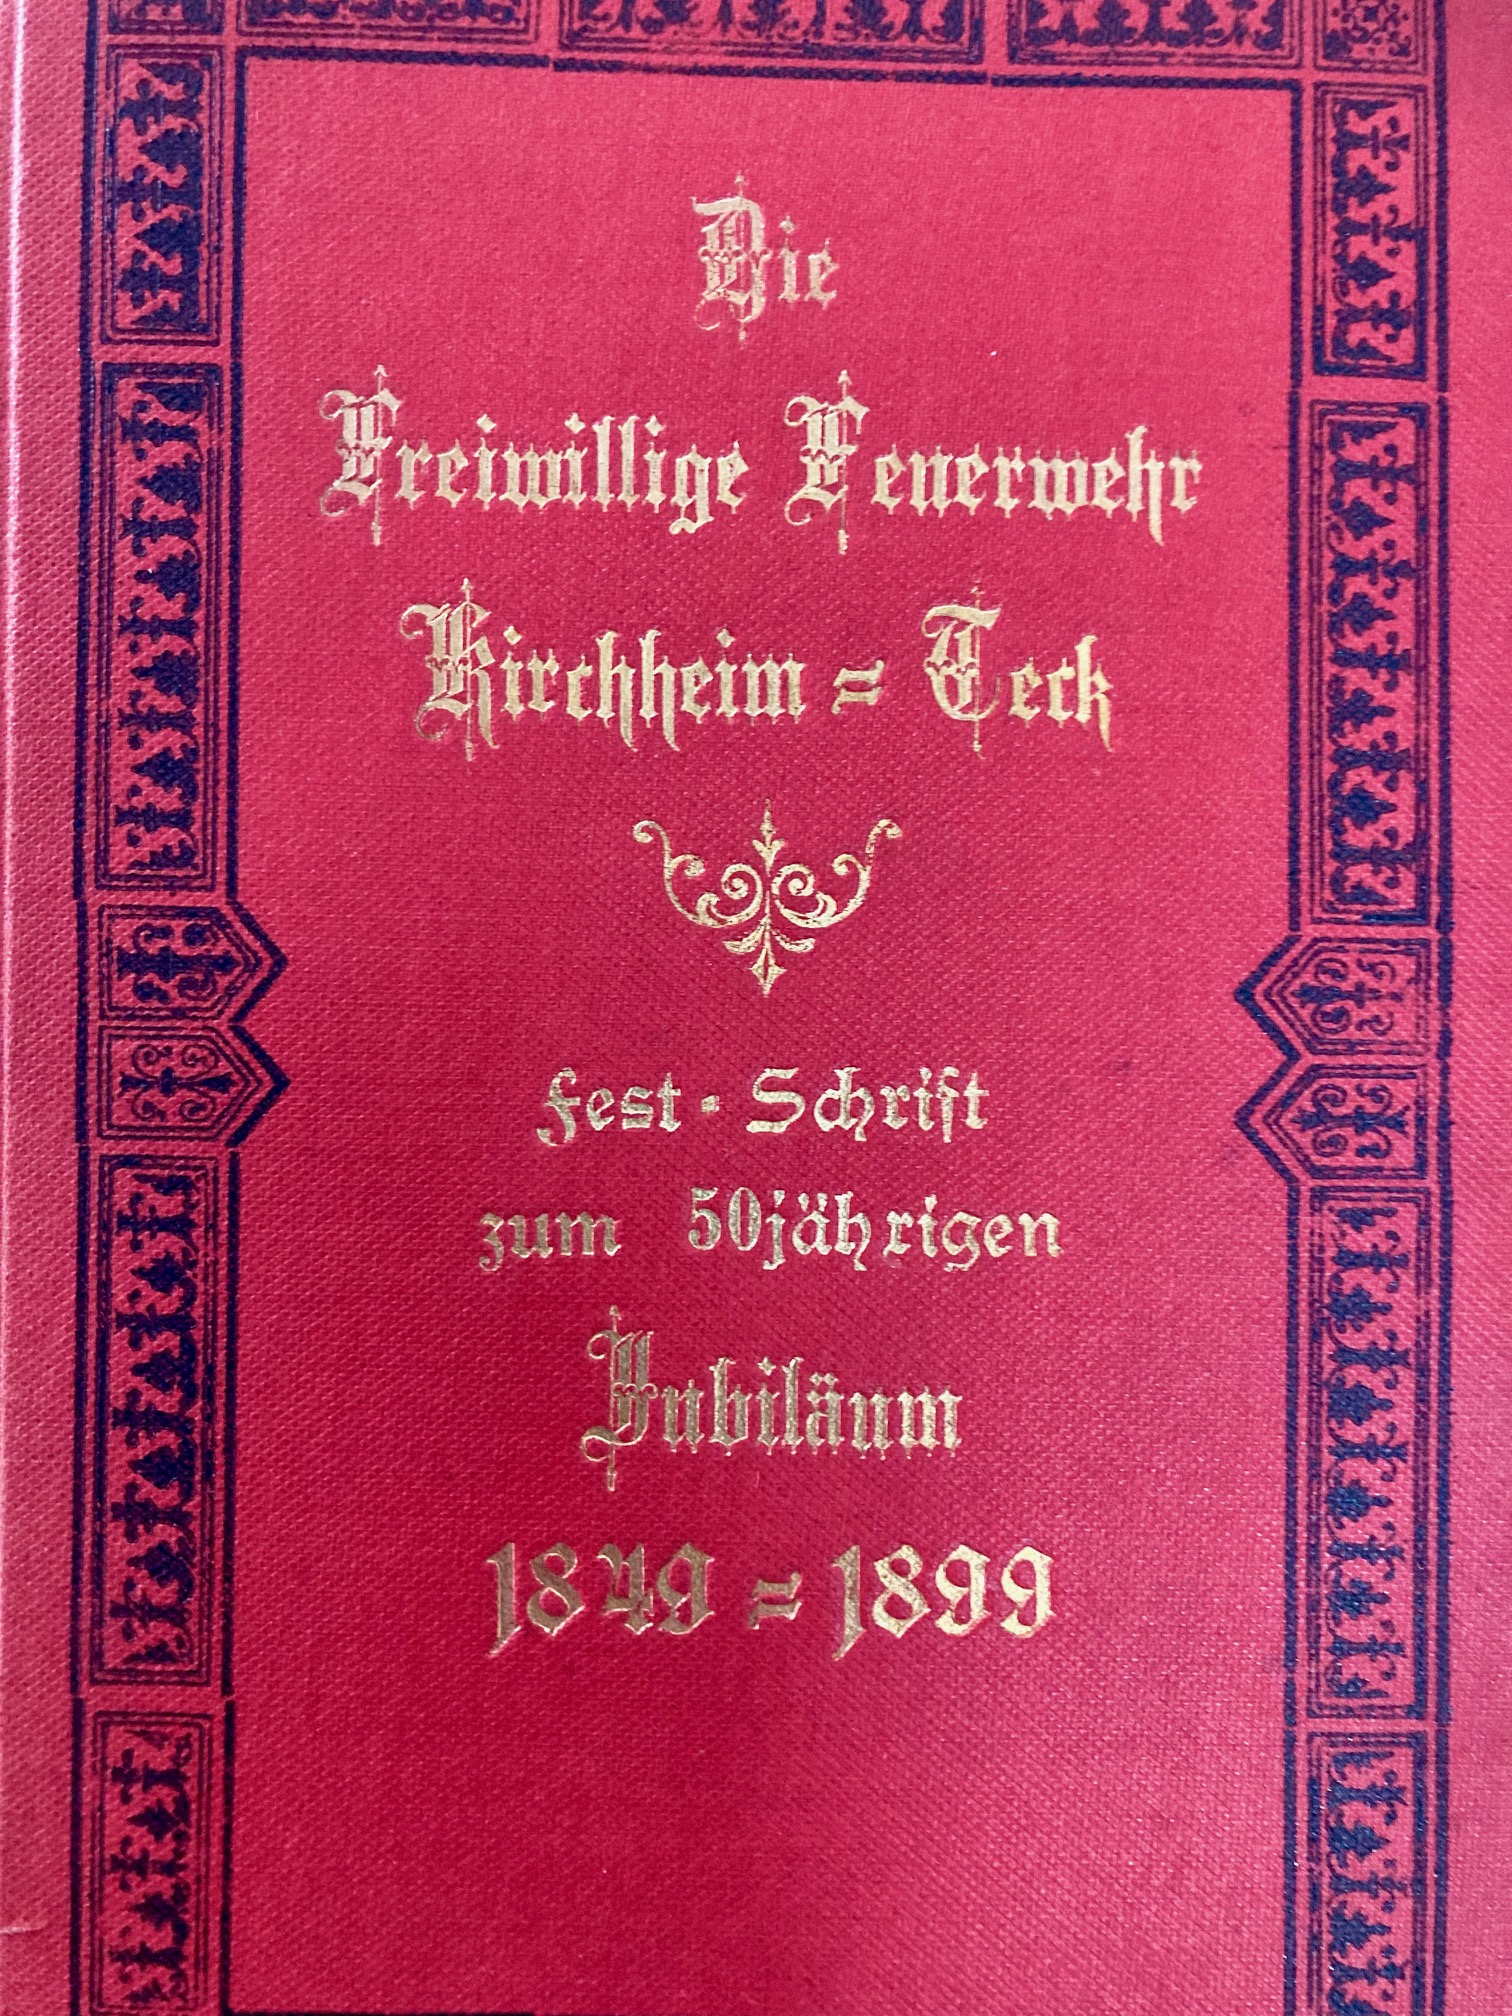 Die
Freiwillige Feuerwehr
Kirchheim = Teck
Fest · Schrift
zum 50jährigen
Jubiläum
1849 = 1899